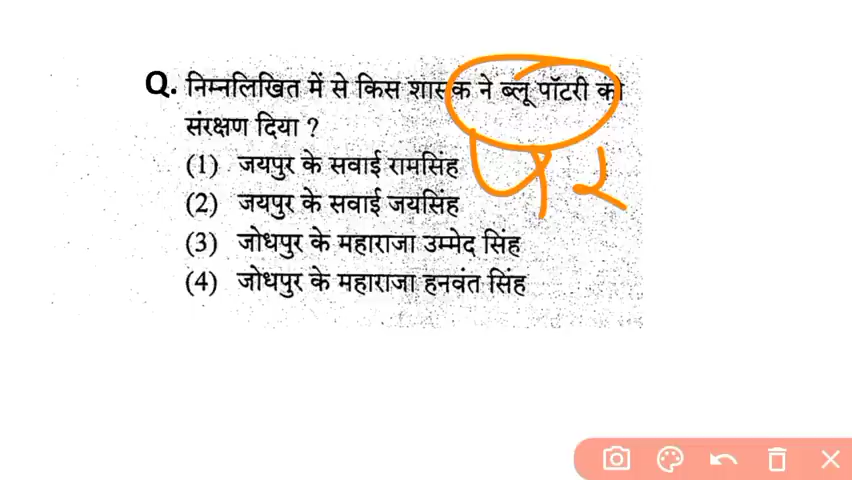 Q. निम्नलिखित में से किस शासक ने ब्लू पॉटरी को
संरक्षण दिया ?
(1) जयपुर के सवाई रामसिंह
पर
(2) जयपुर के सवाई जयसिंह
(3) जोधपुर के महाराजा उम्मेद सिंह
(4) जोधपुर के महाराजा हनवंत सिंह